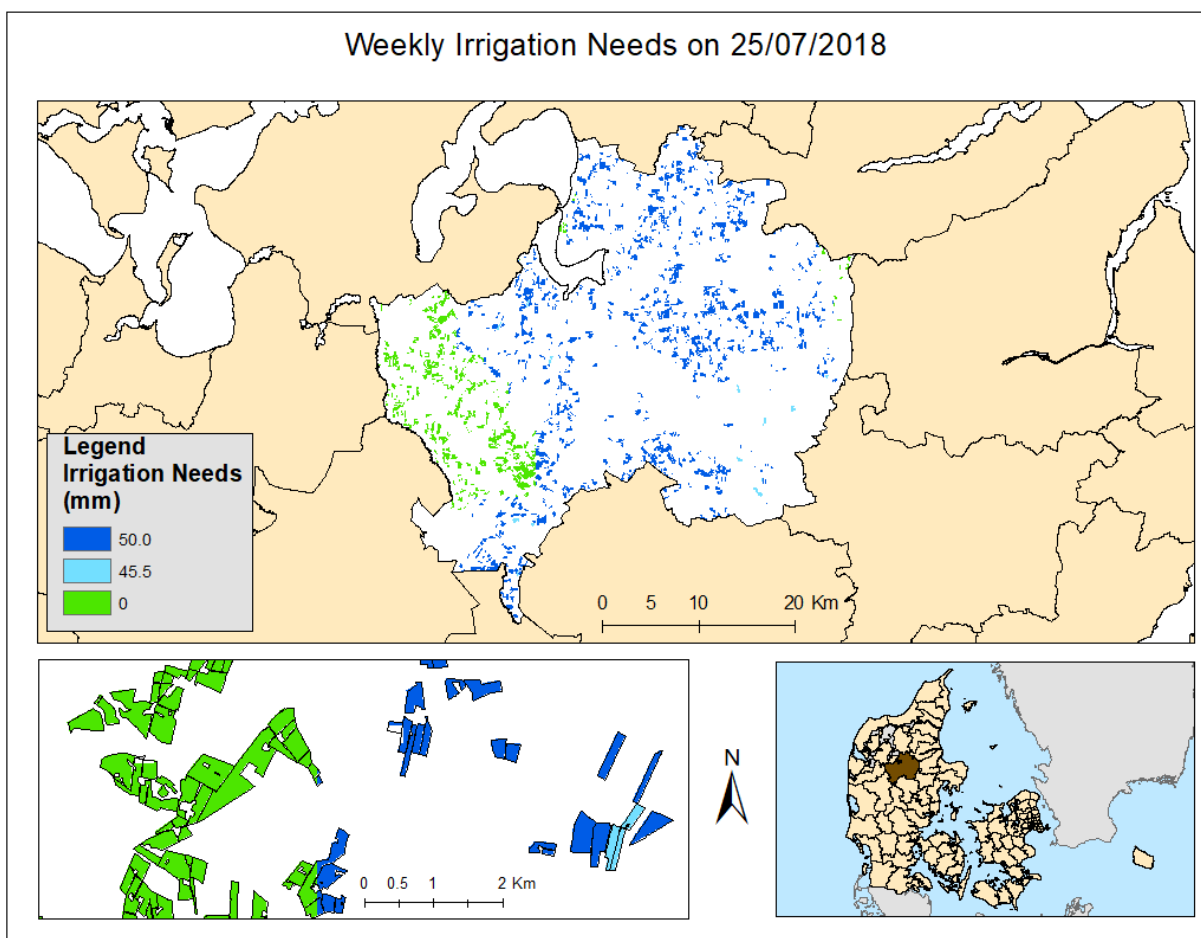 Weekly Irrigation Needs on 25/07/2018
Legend
Irrigation Needs
(mm)
50.0
45.5
0
0 5 10 20 Km
N
0 0.5 1 2 Km